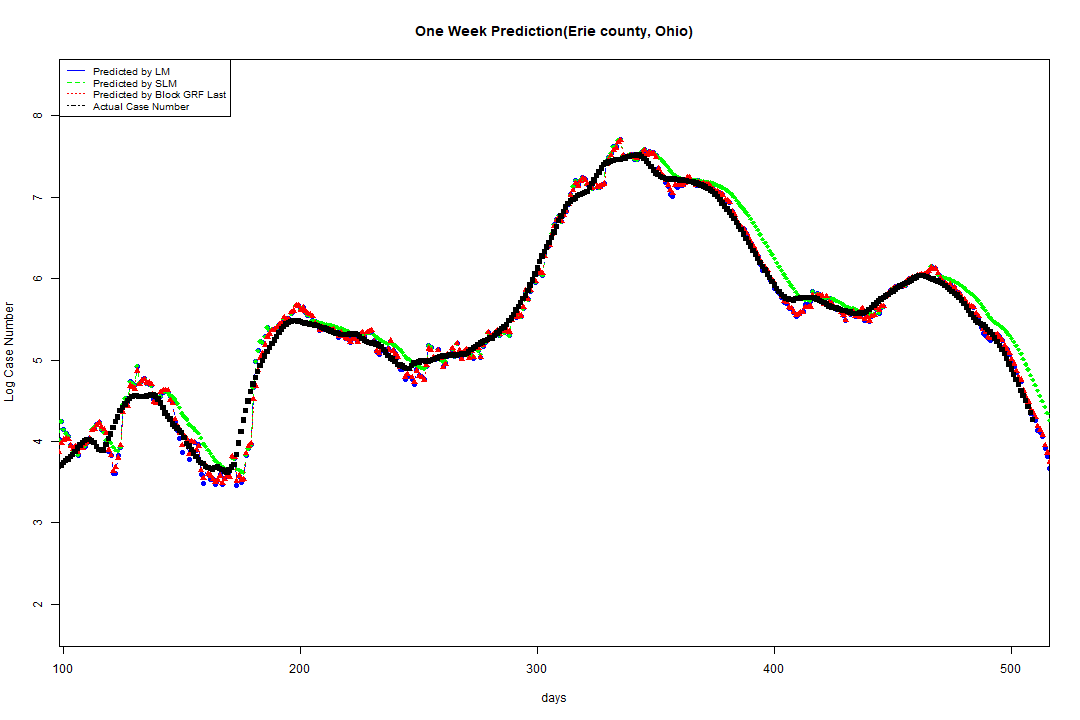 One Week Prediction(Erie county, Ohio)
Predicted by LM
Predicted by SLM
Predicted by Block GRF Last
Actual Case Number
8
7
6
5
4
3
2
Log Case Number
100 200 300 400 500
days